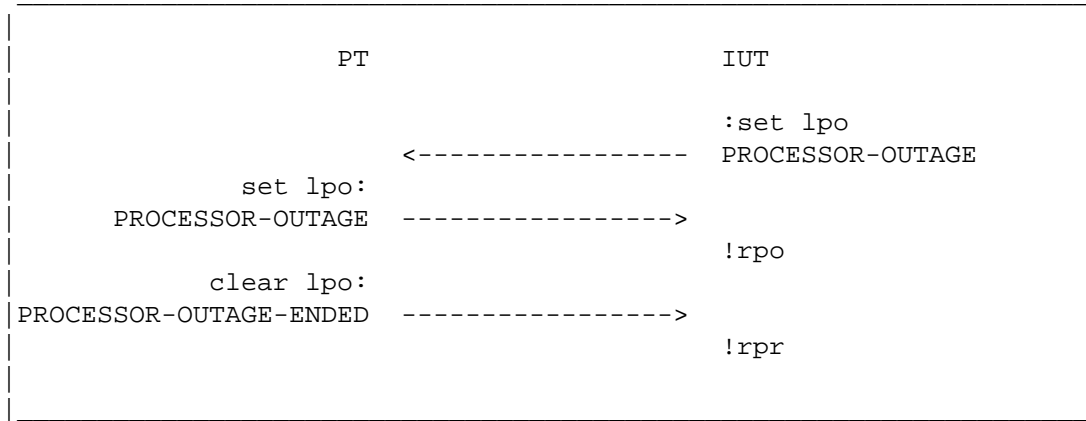 PT IUT
:set lpo
<----------------- PROCESSOR-OUTAGE
set lpo:
PROCESSOR-OUTAGE ----------------->
!rpo
clear lpo:
PROCESSOR-OUTAGE-ENDED ----------------->
!rpr